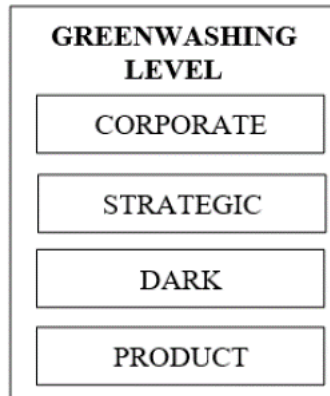 GREENWASHING
LEVEL
CORPORATE
STRATEGIC
DARK
PRODUCT